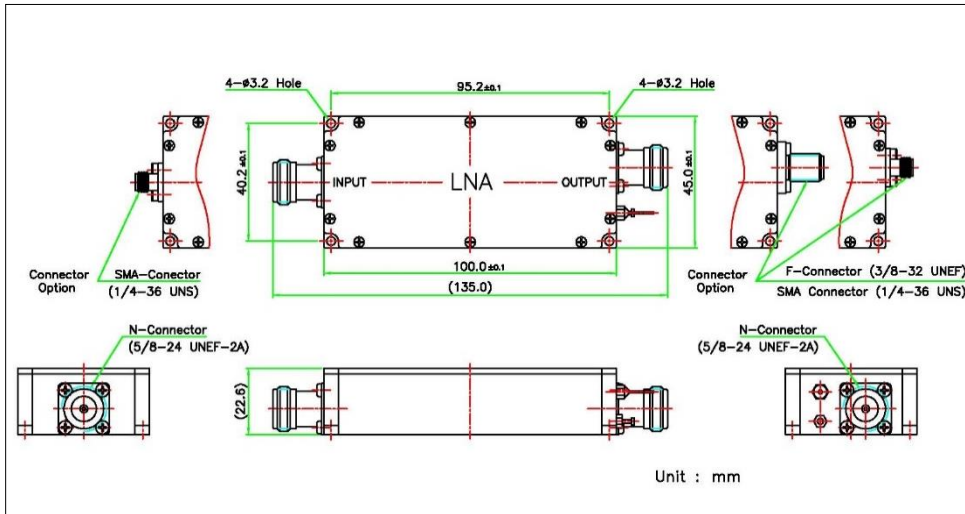 4-ø3.2 Hole
95.2±0.1
4-ø3.2 Hole
40.2±0.1
INPUT
LNA
OUTPUT
45.0±0.1
100.0±0.1
(135.0)
Connector
Option
SMA-Conector
(1/4-36 UNS)
Connector
Option
F-Connector (3/8-32 UNEF)
SMA Connector (1/4-36 UNS)
N-Connector
(5/8-24 UNEF-2A)
N-Connector
(5/8-24 UNEF-2A)
(22.6)
Unit : mm